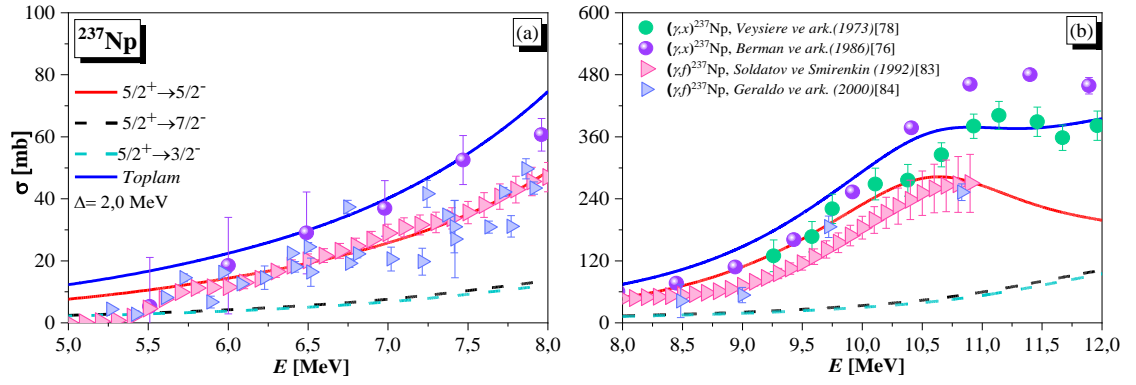 ²³⁷Np
(a)
5/2⁺→5/2⁻
5/2⁺→7/2⁻
5/2⁺→3/2⁻
Toplam
Δ= 2,0 MeV
σ [mb]
100
80
60
40
20
0
5,0 5,5 6,0 6,5 7,0 7,5 8,0
E [MeV]
(b)
(γ,x)²³⁷Np, Veysiere ve ark.(1973)[78]
(γ,x)²³⁷Np, Berman ve ark.(1986)[76]
(γ,f)²³⁷Np, Soldatov ve Smirenkin (1992)[83]
(γ,f)²³⁷Np, Geraldo ve ark. (2000)[84]
600
480
360
240
120
0
8,0 8,5 9,0 9,5 10,0 10,5 11,0 11,5 12,0
E [MeV]